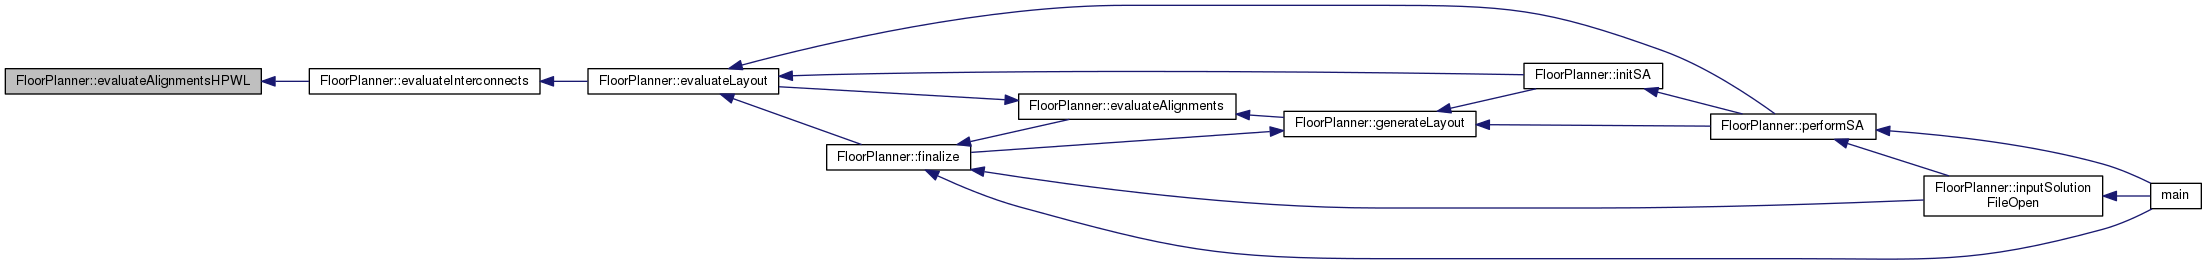 FloorPlanner::evaluateAlignmentsHPWL
FloorPlanner::evaluateInterconnects
FloorPlanner::evaluateLayout
FloorPlanner::finalize
FloorPlanner::evaluateAlignments
FloorPlanner::generateLayout
FloorPlanner::initSA
FloorPlanner::performSA
FloorPlanner::inputSolution
FileOpen
main